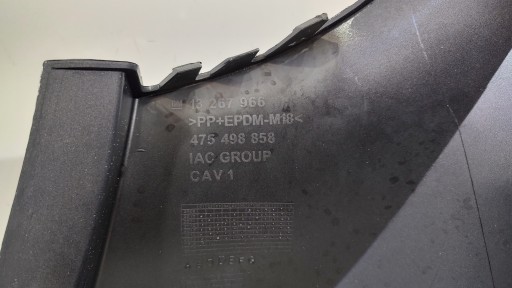 13 267 966
>PP+EPDM-M18<
475 498 858
IAC GROUP
CAV 1